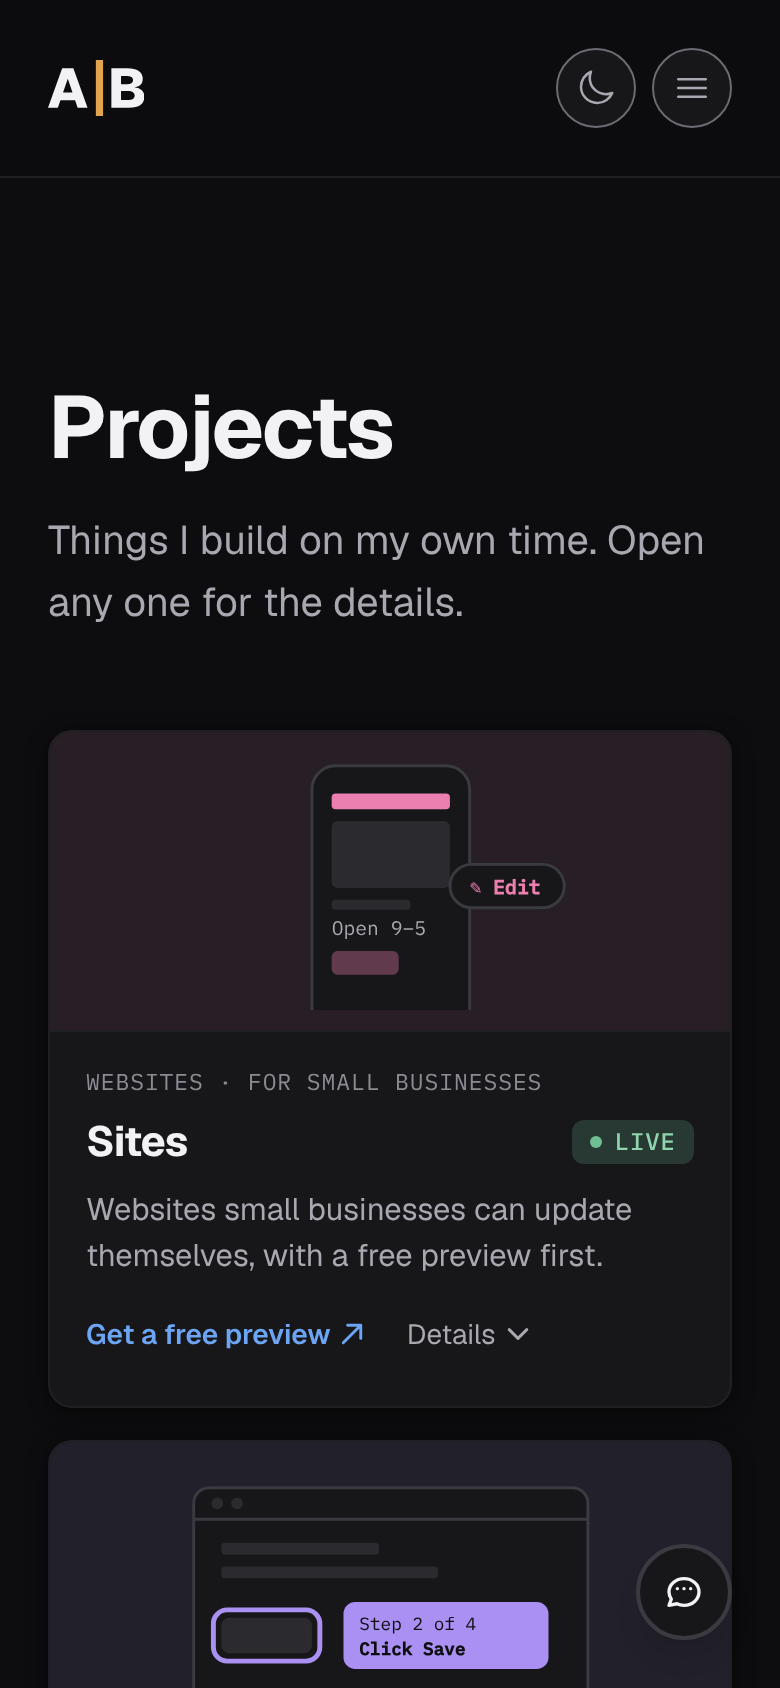 A|B
Projects
Things I build on my own time. Open
any one for the details.
✎ Edit
Open 9–5
WEBSITES · FOR SMALL BUSINESSES
Sites
LIVE
Websites small businesses can update
themselves, with a free preview first.
Get a free preview ↗ Details
Step 2 of 4
Click Save